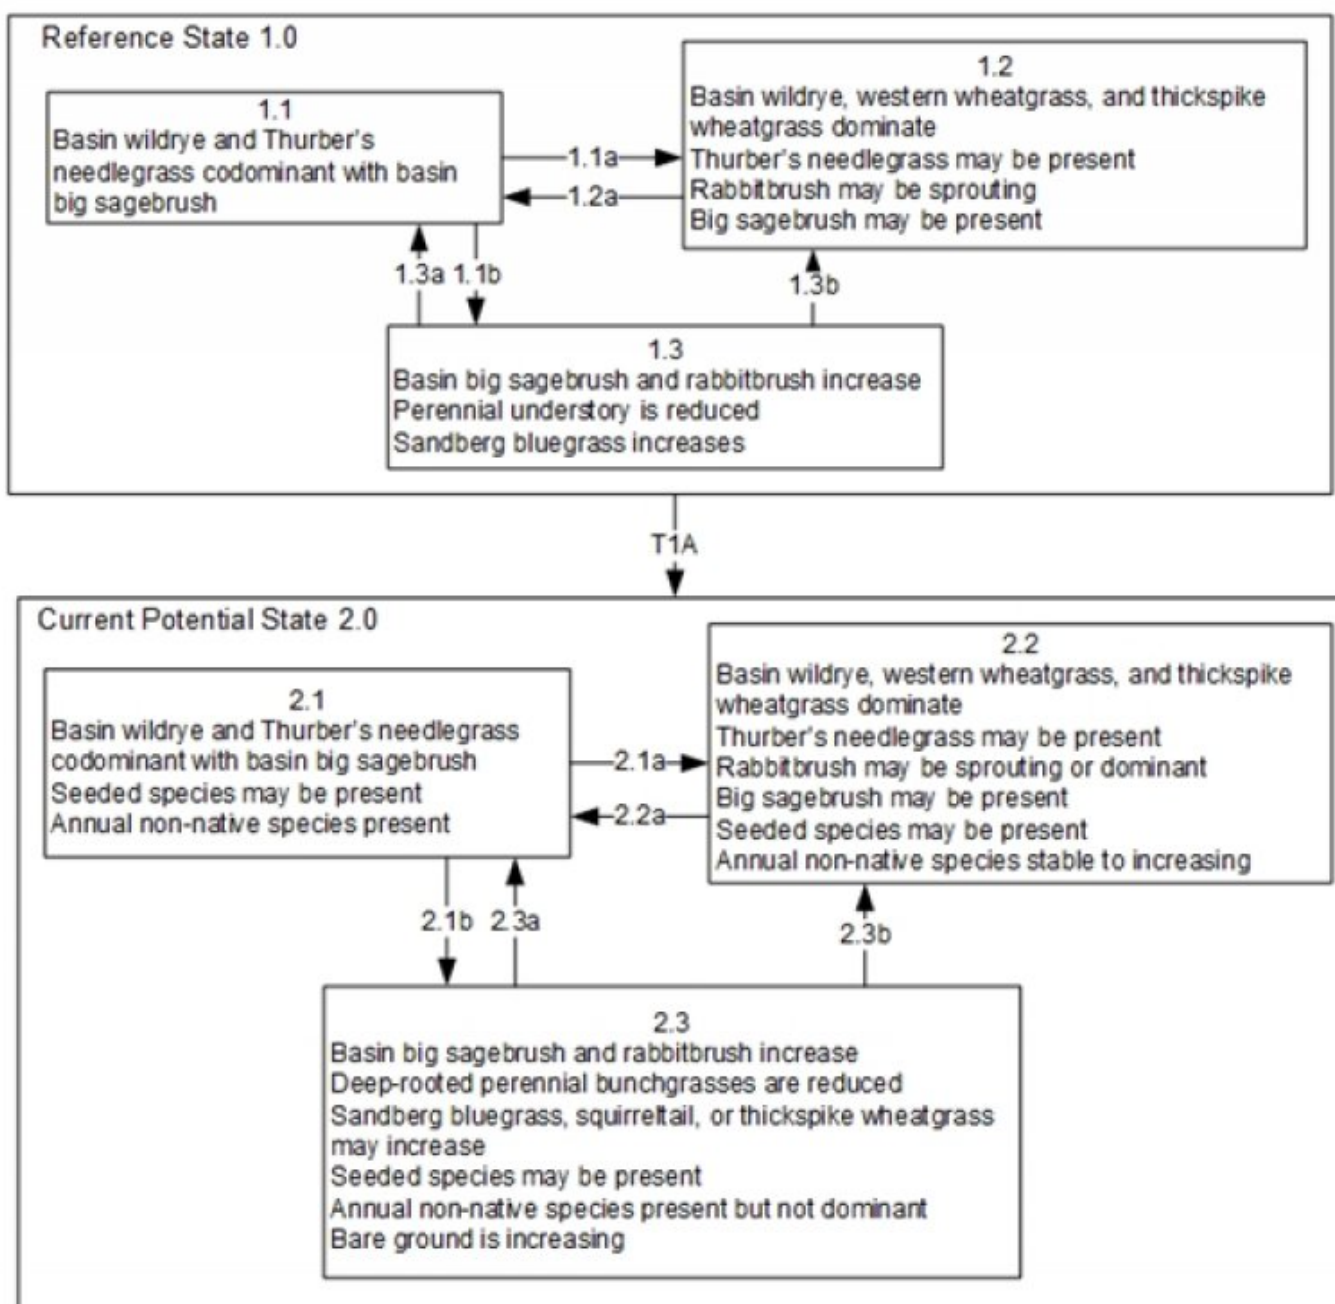 Reference State 1.0
1.1
Basin wildrye and Thurber's
needlegrass codominant with basin
big sagebrush
1.2
Basin wildrye, western wheatgrass, and thickspike
wheatgrass dominate
Thurber's needlegrass may be present
Rabbitbrush may be sprouting
Big sagebrush may be present
1.1a
1.2a
1.3a
1.1b
1.3b
1.3
Basin big sagebrush and rabbitbrush increase
Perennial understory is reduced
Sandberg bluegrass increases
T1A
Current Potential State 2.0
2.1
Basin wildrye and Thurber's needlegrass
codominant with basin big sagebrush
Seeded species may be present
Annual non-native species present
2.2
Basin wildrye, western wheatgrass, and thickspike
wheatgrass dominate
Thurber's needlegrass may be present
Rabbitbrush may be sprouting or dominant
Big sagebrush may be present
Seeded species may be present
Annual non-native species stable to increasing
2.1a
2.2a
2.1b
2.3a
2.3b
2.3
Basin big sagebrush and rabbitbrush increase
Deep-rooted perennial bunchgrasses are reduced
Sandberg bluegrass, squirreltail, or thickspike wheatgrass
may increase
Seeded species may be present
Annual non-native species present but not dominant
Bare ground is increasing